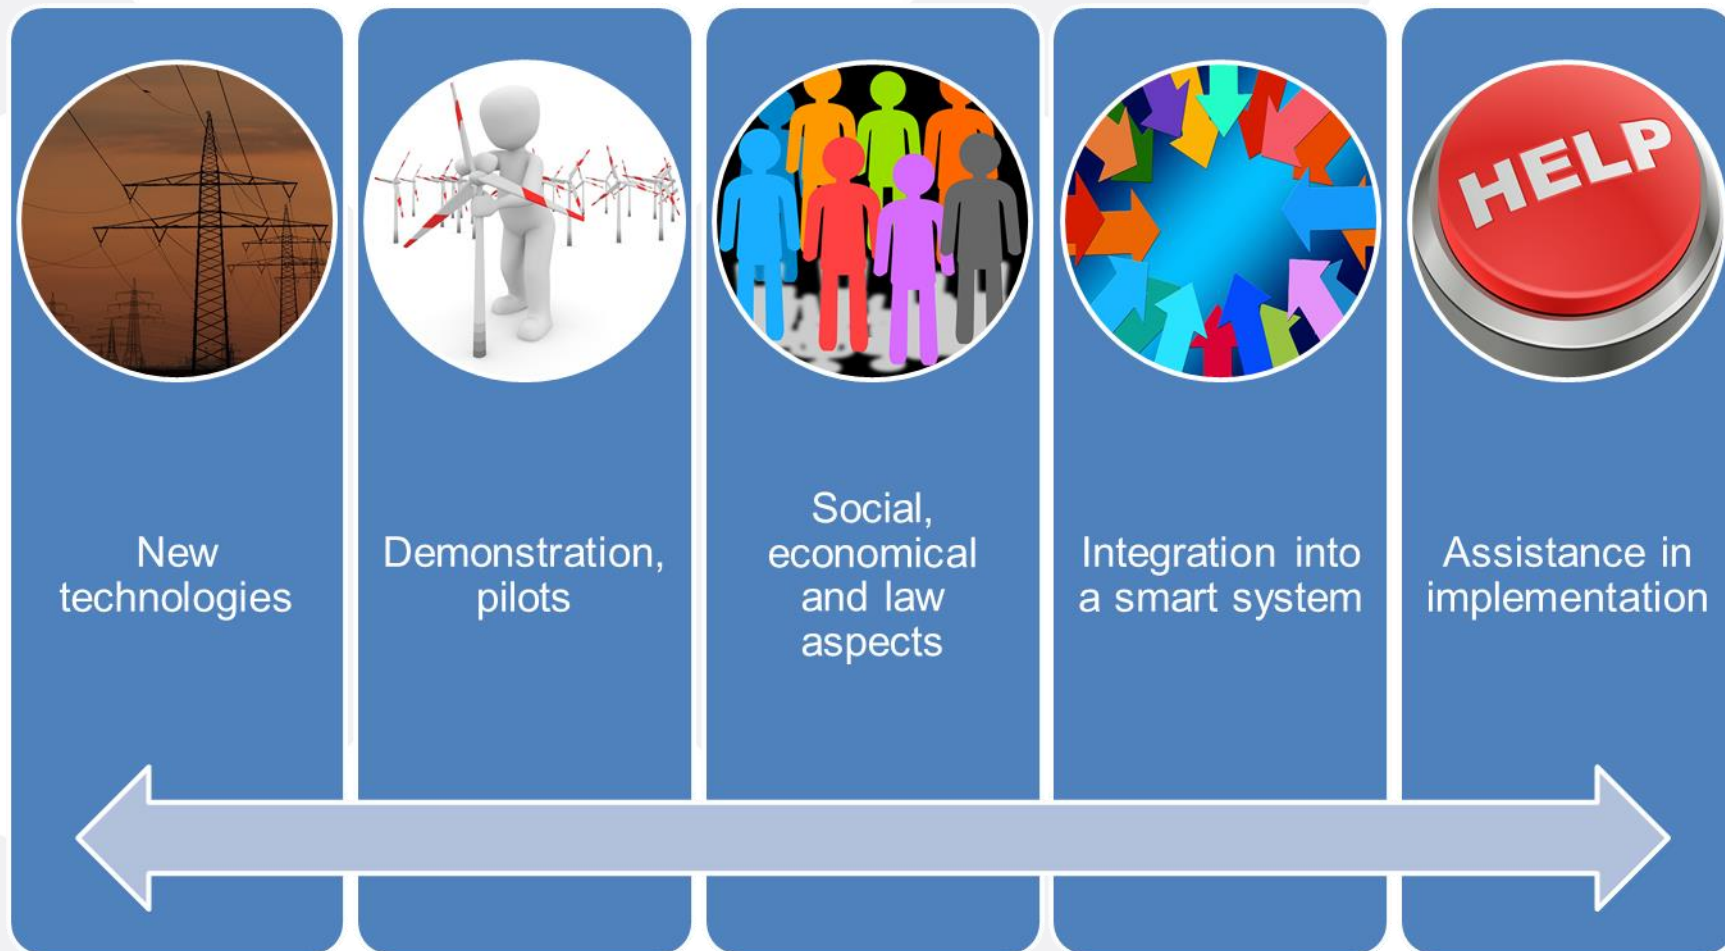 HELP
New
technologies
Demonstration,
pilots
Social,
economical
and law
aspects
Integration into
a smart system
Assistance in
implementation